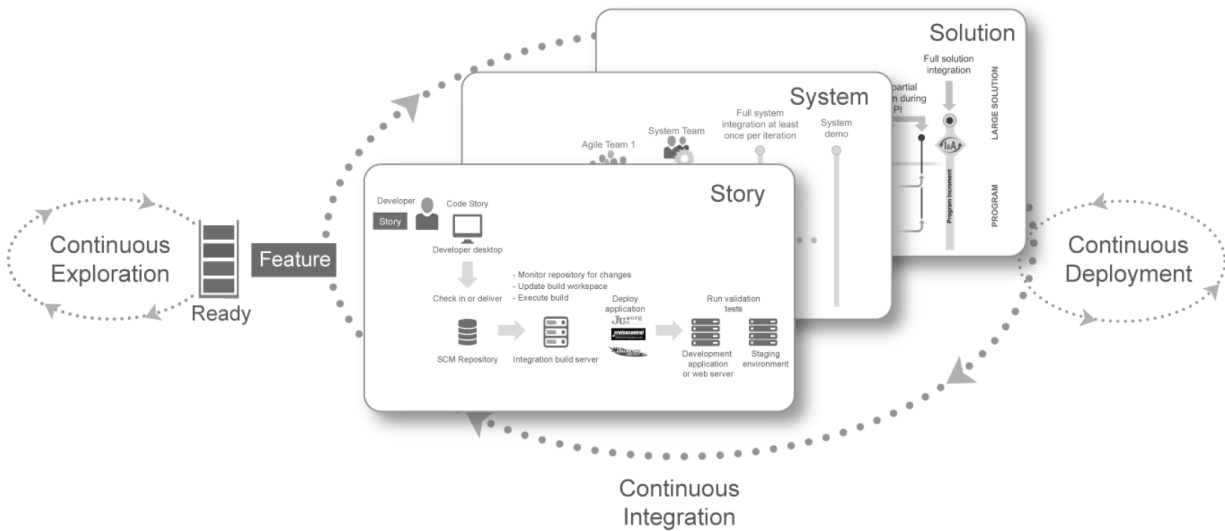 Solution
Full solution
integration
partial
n during
PI
LARGE SOLUTION
I&A
Program Increment
PROGRAM
System
Full system
integration at least
once per iteration
System
demo
System Team
Agile Team 1
Story
Developer
Story
Code Story
Developer desktop
Check in or deliver
- Monitor repository for changes
- Update build workspace
- Execute build
SCM Repository
Integration build server
Deploy
application
cruisecontrol
Run validation
tests
Development
application
or web server
Staging
environment
Continuous
Exploration
Ready
Feature
Continuous
Deployment
Continuous
Integration